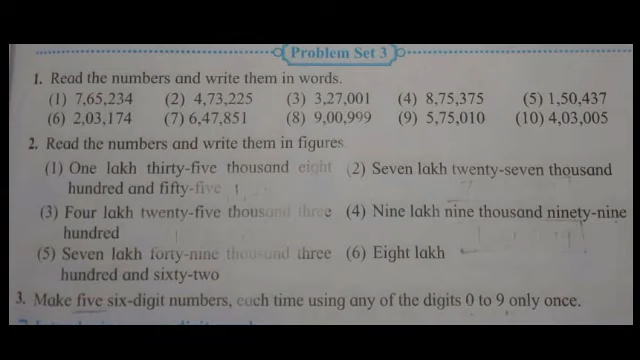 Problem Set 3
1. Read the numbers and write them in words.
(1) 7,65,234 (2) 4,73,225 (3) 3,27,001 (4) 8,75,375 (5) 1,50,437
(6) 2,03,174 (7) 6,47,851 (8) 9,00,999 (9) 5,75,010 (10) 4,03,005
2. Read the numbers and write them in figures
(1) One lakh thirty-five thousand eight (2) Seven lakh twenty-seven thousand
hundred and fifty-five
(3) Four lakh twenty-five thousand three (4) Nine lakh nine thousand ninety-nine
hundred
(5) Seven lakh forty-nine thousand three (6) Eight lakh
hundred and sixty-two
3. Make five six-digit numbers, each time using any of the digits 0 to 9 only once.